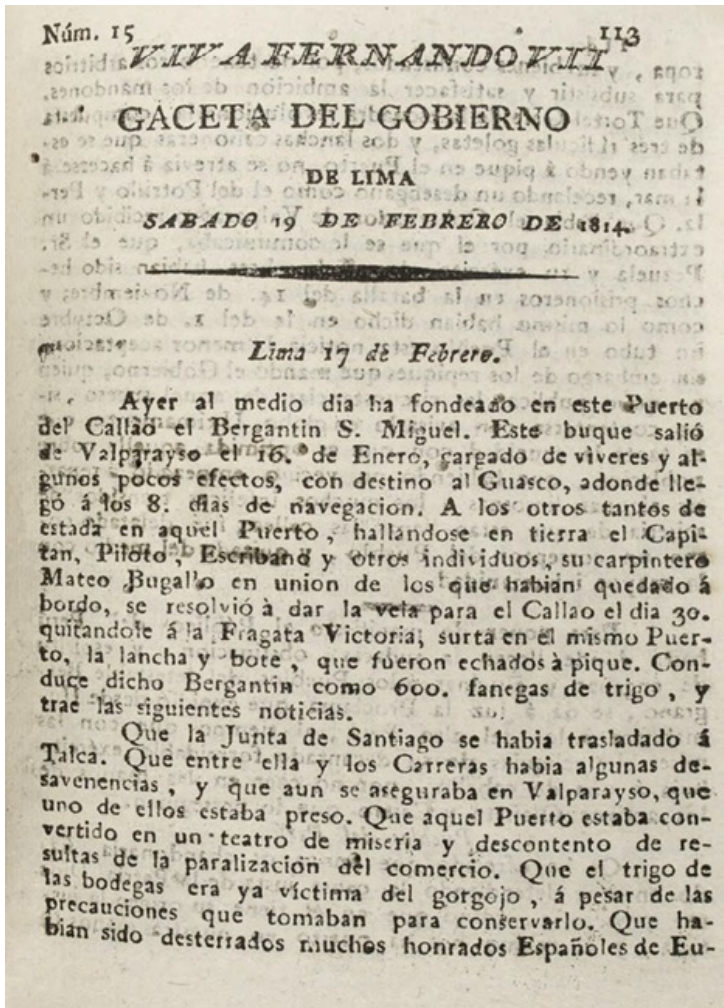 Núm. 15 113
VIVA FERNANDO VII
GACETA DEL GOBIERNO
DE LIMA
SABADO 19 DE FEBRERO DE 1814.
Lima 17 de Febrero.
Ayer al medio dia ha fondeado en este Puerto
del Callao el Bergantin S. Miguel. Este buque salió
de Valparayso el 16. de Enero, cargado de viveres y al-
gunos pocos efectos, con destino al Guasco, adonde lle-
gó á los 8. dias de navegacion. A los otros tantos de
estada en aquel Puerto, hallandose en tierra el Capi-
tan, Piloto, Escribano y otros individuos, su carpintero
Mateo Bugallo en union de los que habian quedado á
bordo, se resolvió à dar la vela para el Callao el dia 30.
quitandole á la Fragata Victoria, surta en el mismo Puer-
to, la lancha y bote, que fueron echados à pique. Con-
duce dicho Bergantin como 600. fanegas de trigo, y
trae las siguientes noticias.
Que la Junta de Santiago se habia trasladado á
Talca. Que entre ella y los Carreras habia algunas de-
savenencias, y que aun se aseguraba en Valparayso, que
uno de ellos estaba preso. Que aquel Puerto estaba con-
vertido en un teatro de miseria y descontento de re-
sultas de la paralización del comercio. Que el trigo de
las bodegas era ya víctima del gorgojo, á pesar de las
precauciones que tomaban para conservarlo. Que ha-
bian sido desterrados muchos honrados Españoles de Eu-